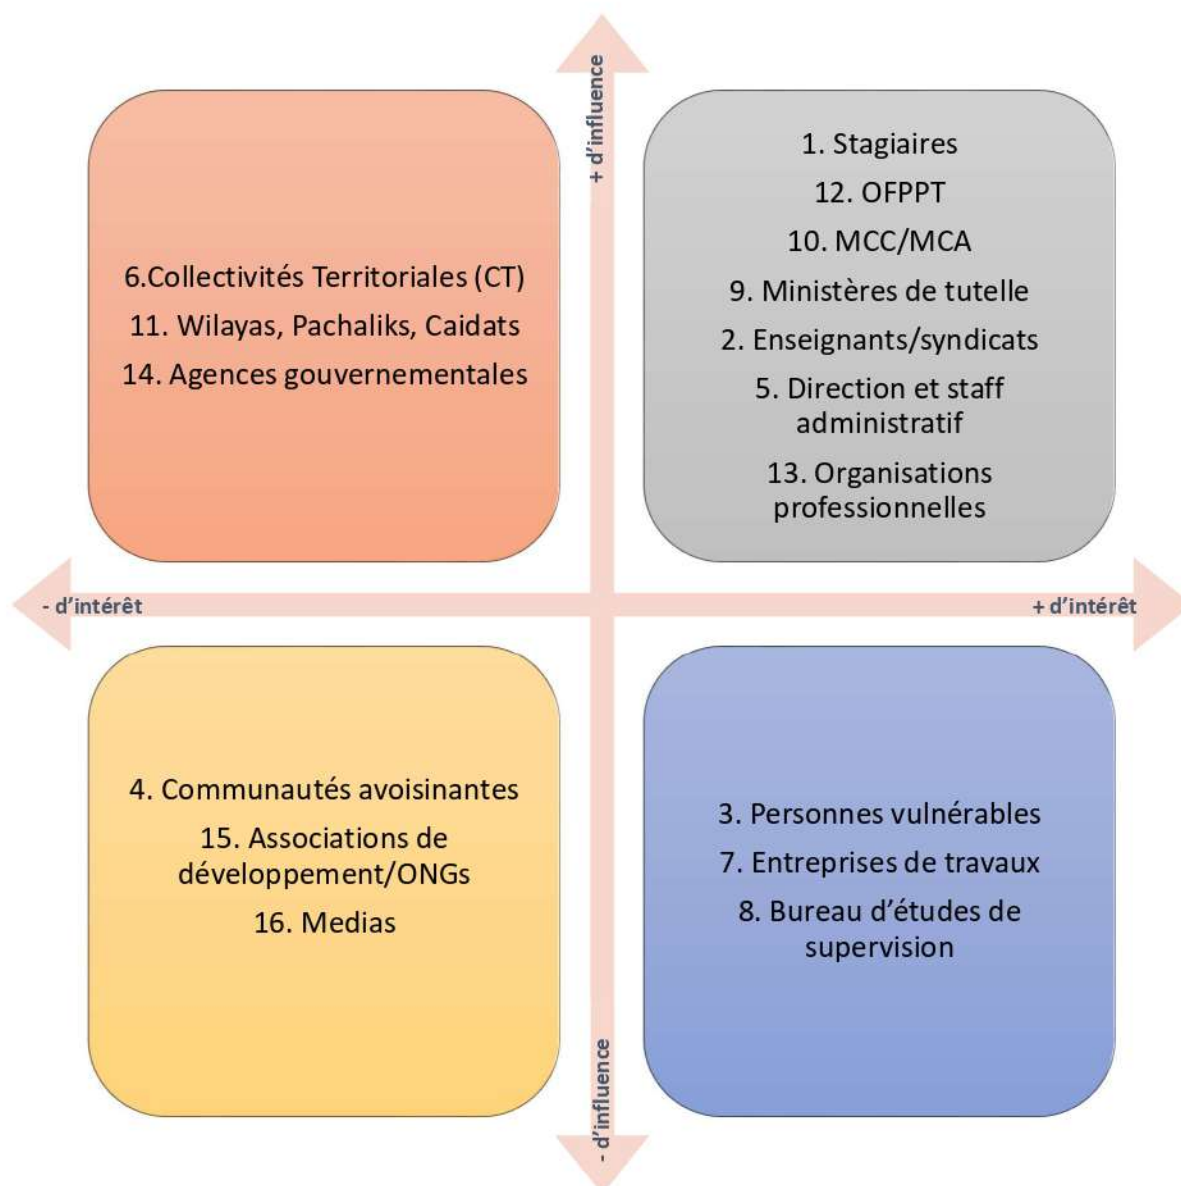 + d'influence
6.Collectivités Territoriales (CT)
11. Wilayas, Pachaliks, Caidats
14. Agences gouvernementales
1. Stagiaires
12. OFPPT
10. MCC/MCA
9. Ministères de tutelle
2. Enseignants/syndicats
5. Direction et staff
administratif
13. Organisations
professionnelles
- d'intérêt
+ d'intérêt
4. Communautés avoisinantes
15. Associations de
développement/ONGs
16. Medias
3. Personnes vulnérables
7. Entreprises de travaux
8. Bureau d'études de
supervision
- d'influence